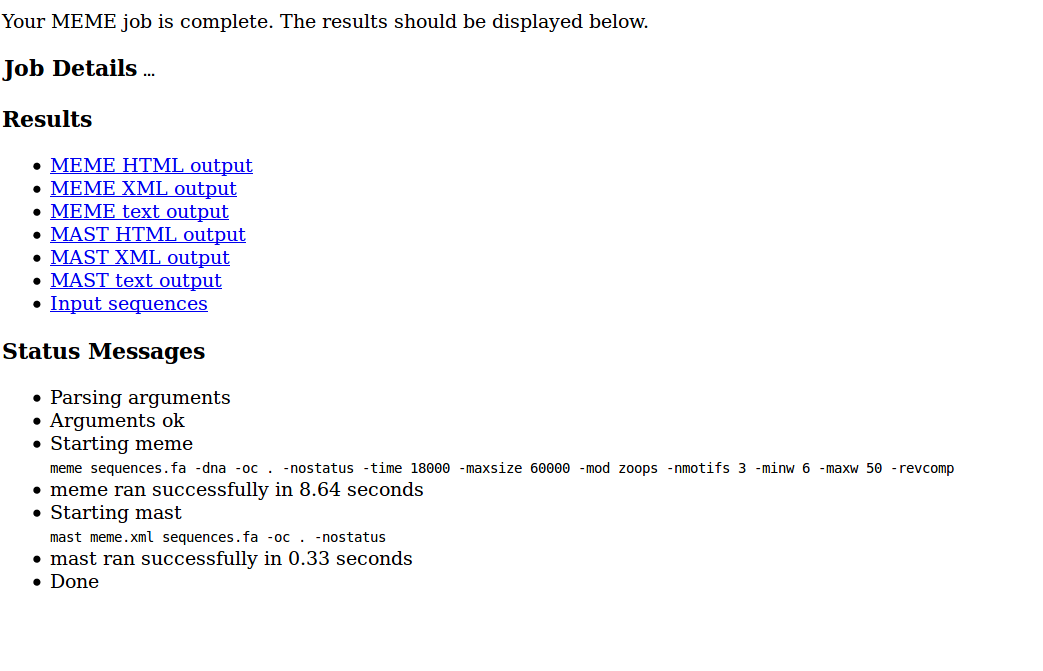 Your MEME job is complete. The results should be displayed below.
Job Details ...
Results
MEME HTML output
MEME XML output
MEME text output
MAST HTML output
MAST XML output
MAST text output
Input sequences
Status Messages
Parsing arguments
Arguments ok
Starting meme
meme sequences.fa -dna -oc . -nostatus -time 18000 -maxsize 60000 -mod zoops -nmotifs 3 -minw 6 -maxw 50 -revcomp
meme ran successfully in 8.64 seconds
Starting mast
mast meme.xml sequences.fa -oc . -nostatus
mast ran successfully in 0.33 seconds
Done